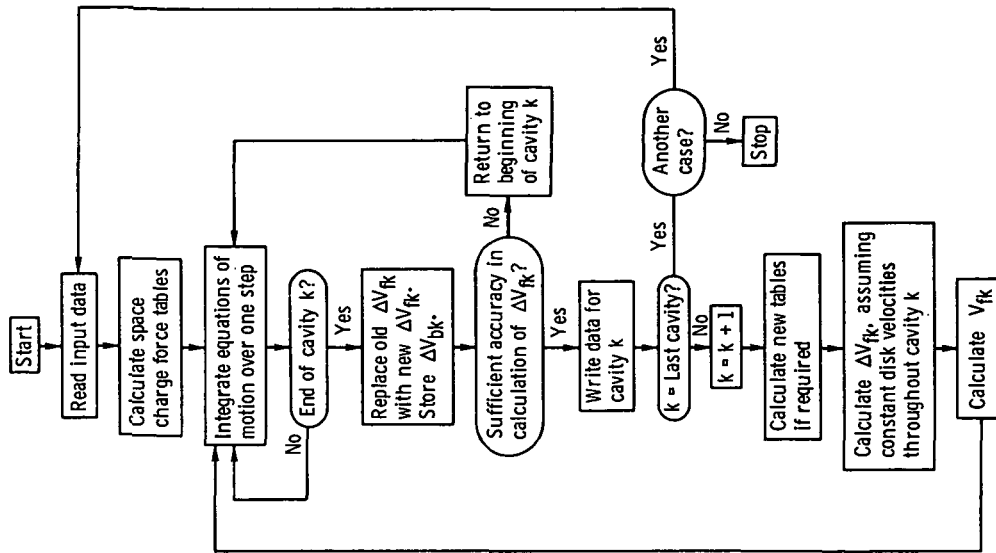 Start
Read input data
Calculate space
charge force tables
Integrate equations of
motion over one step
End of cavity k?
No
Yes
Replace old ΔV_fk
with new ΔV_fk.
Store ΔV_bk.
Sufficient accuracy in
calculation of ΔV_fk?
No
Return to
beginning
of cavity k
Yes
Write data for
cavity k
k = Last cavity?
Yes
Another
case?
Yes
No
Stop
No
k = k + 1
Calculate new tables
if required
Calculate ΔV_fk, assuming
constant disk velocities
throughout cavity k
Calculate V_fk